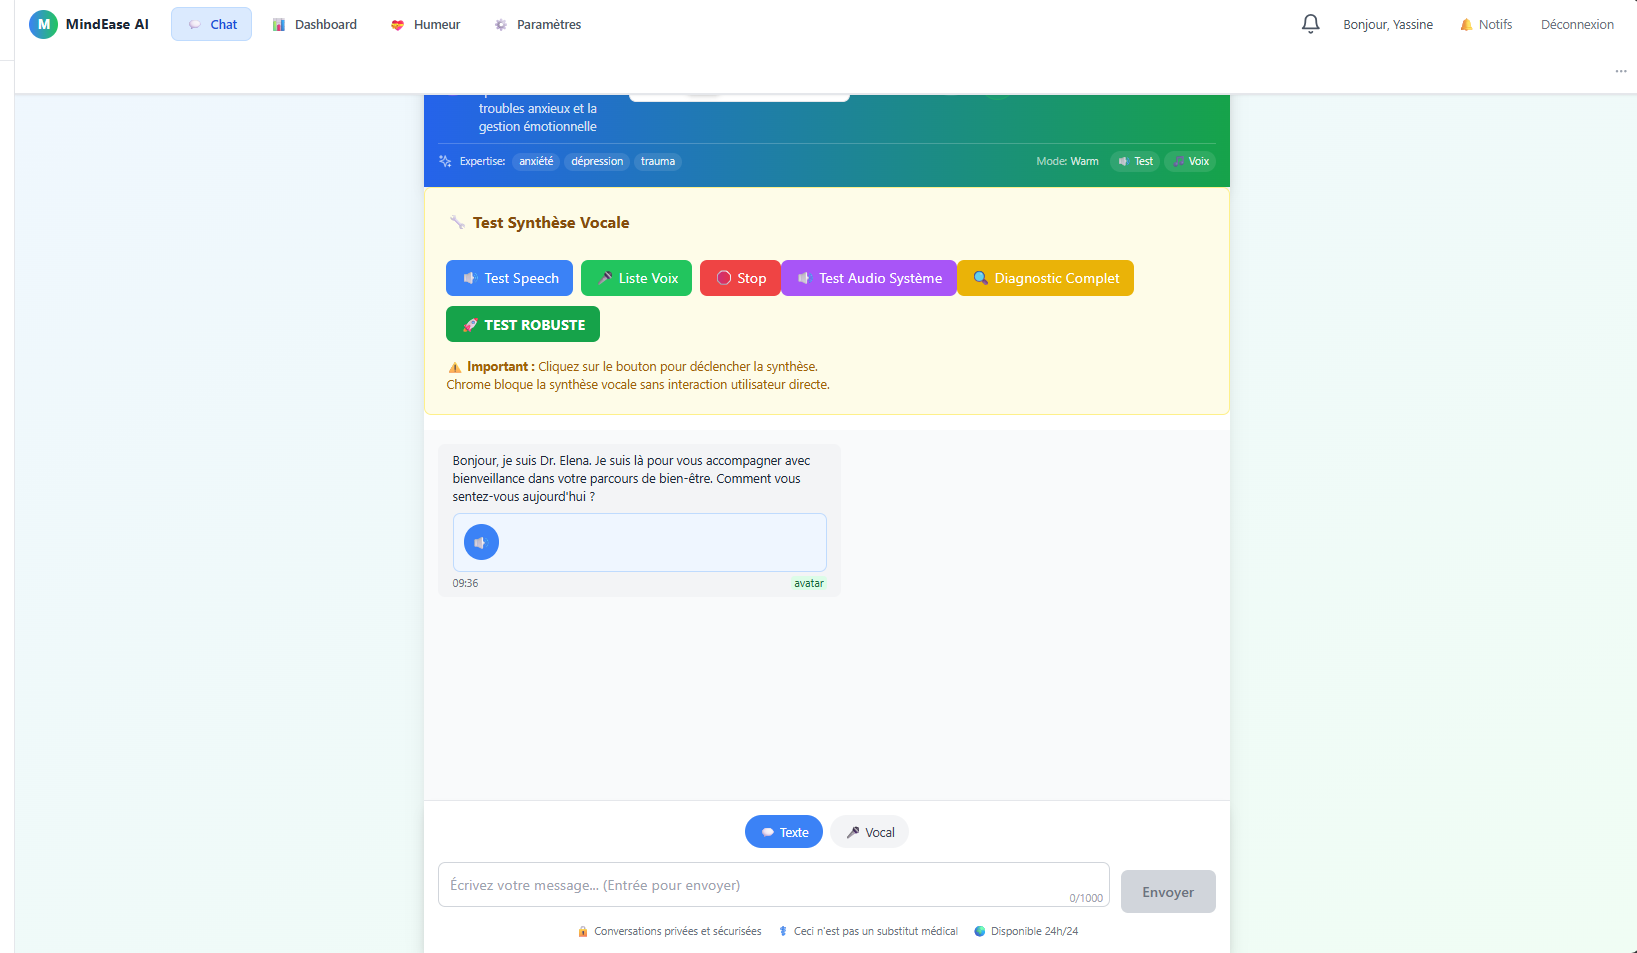 M MindEase AI
Chat
Dashboard
Humeur
Paramètres
Bonjour, Yassine
Notifs
Déconnexion
troubles anxieux et la
gestion émotionnelle
Expertise: anxiété dépression trauma
Mode: Warm
Test
Voix
Test Synthèse Vocale
Test Speech
Liste Voix
Stop
Test Audio Système
Diagnostic Complet
TEST ROBUSTE
Important : Cliquez sur le bouton pour déclencher la synthèse.
Chrome bloque la synthèse vocale sans interaction utilisateur directe.
Bonjour, je suis Dr. Elena. Je suis là pour vous accompagner avec
bienveillance dans votre parcours de bien-être. Comment vous
sentez-vous aujourd'hui ?
09:36
avatar
Texte
Vocal
Écrivez votre message... (Entrée pour envoyer)
0/1000
Envoyer
Conversations privées et sécurisées
Ceci n'est pas un substitut médical
Disponible 24h/24